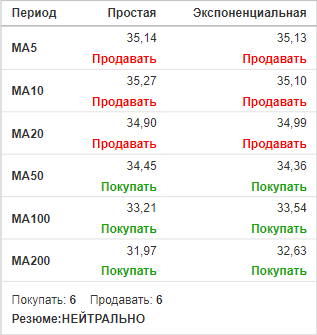 Период Простая Экспоненциальная
MA5 35,14 35,13
Продавать Продавать
MA10 35,27 35,10
Продавать Продавать
MA20 34,90 34,99
Продавать Продавать
MA50 34,45 34,36
Покупать Покупать
MA100 33,21 33,54
Покупать Покупать
MA200 31,97 32,63
Покупать Покупать
Покупать: 6 Продавать: 6
Резюме:НЕЙТРАЛЬНО